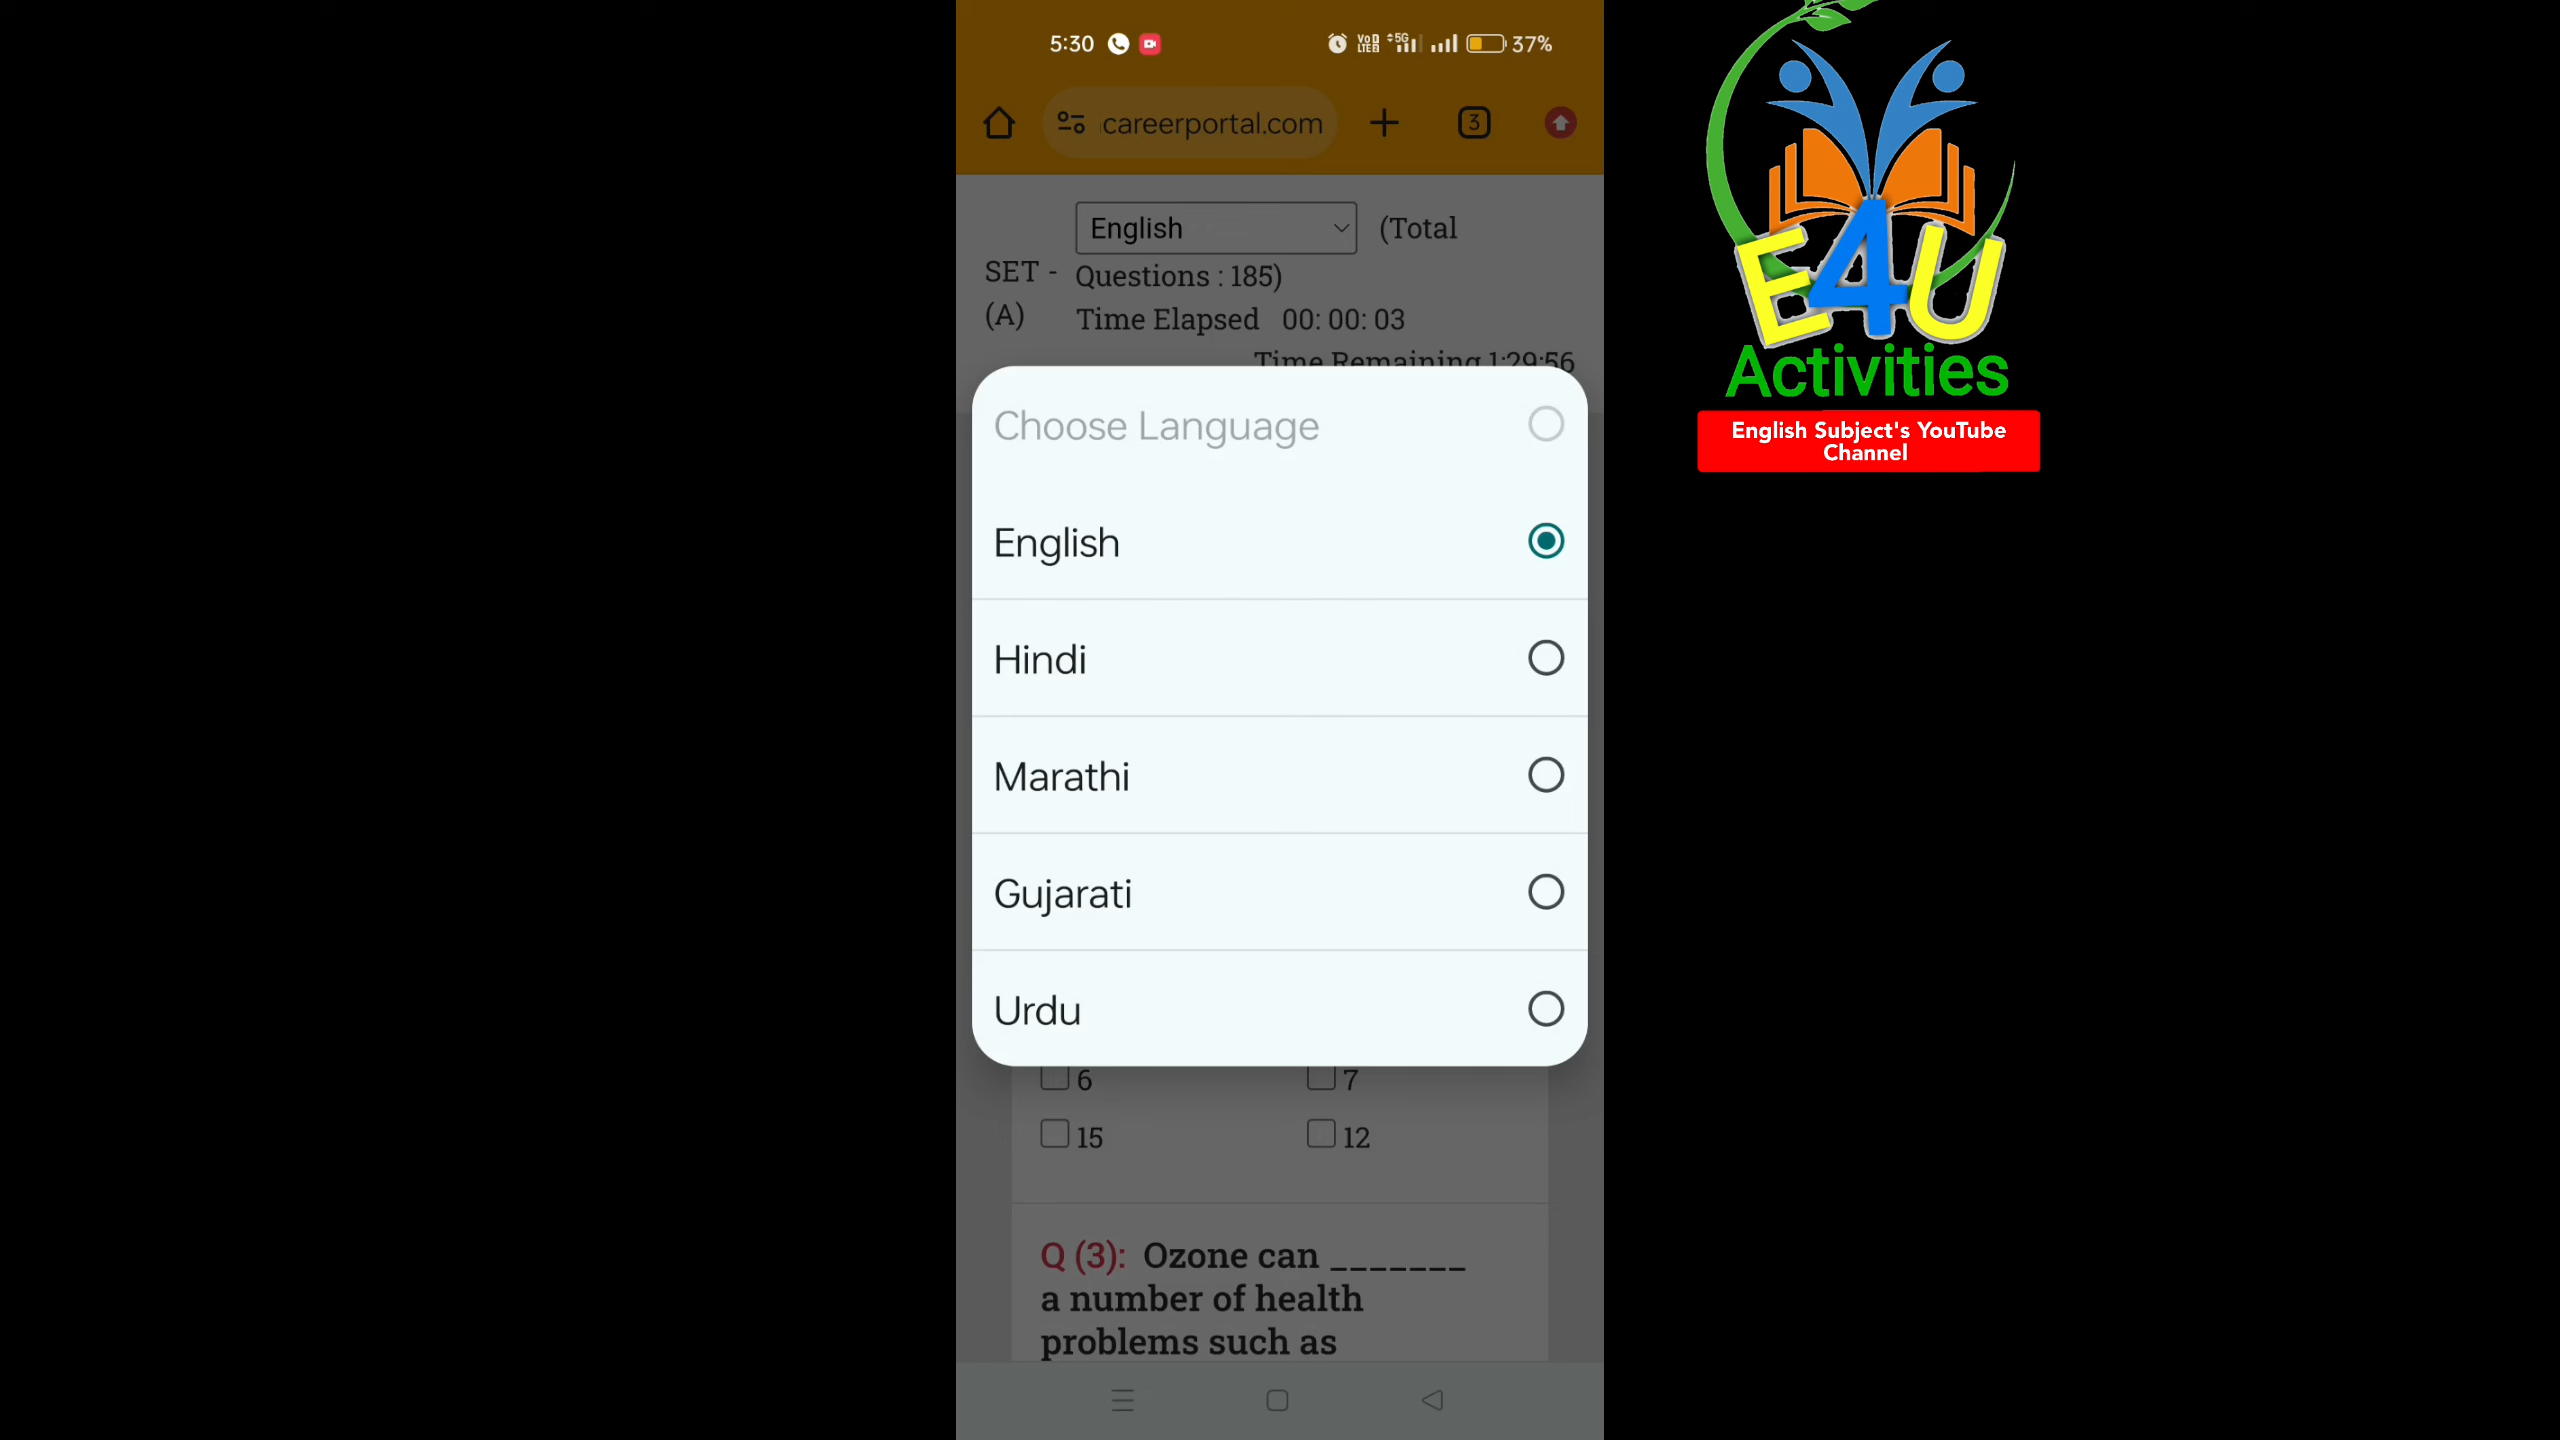 5:30
5G
37%
careerportal.com
3
English
(Total
SET -
Questions : 185)
(A)
Time Elapsed 00: 00: 03
Time Remaining 1:29:56
Choose Language
English
Hindi
Marathi
Gujarati
Urdu
6
7
15
12
Q (3): Ozone can _______
a number of health
problems such as
E4U
Activities
English Subject's YouTube
Channel